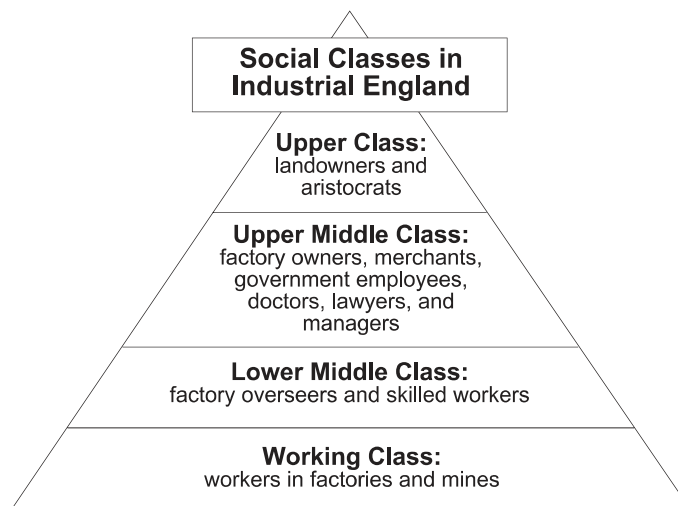 Social Classes in
Industrial England
Upper Class:
landowners and
aristocrats
Upper Middle Class:
factory owners, merchants,
government employees,
doctors, lawyers, and
managers
Lower Middle Class:
factory overseers and skilled workers
Working Class:
workers in factories and mines